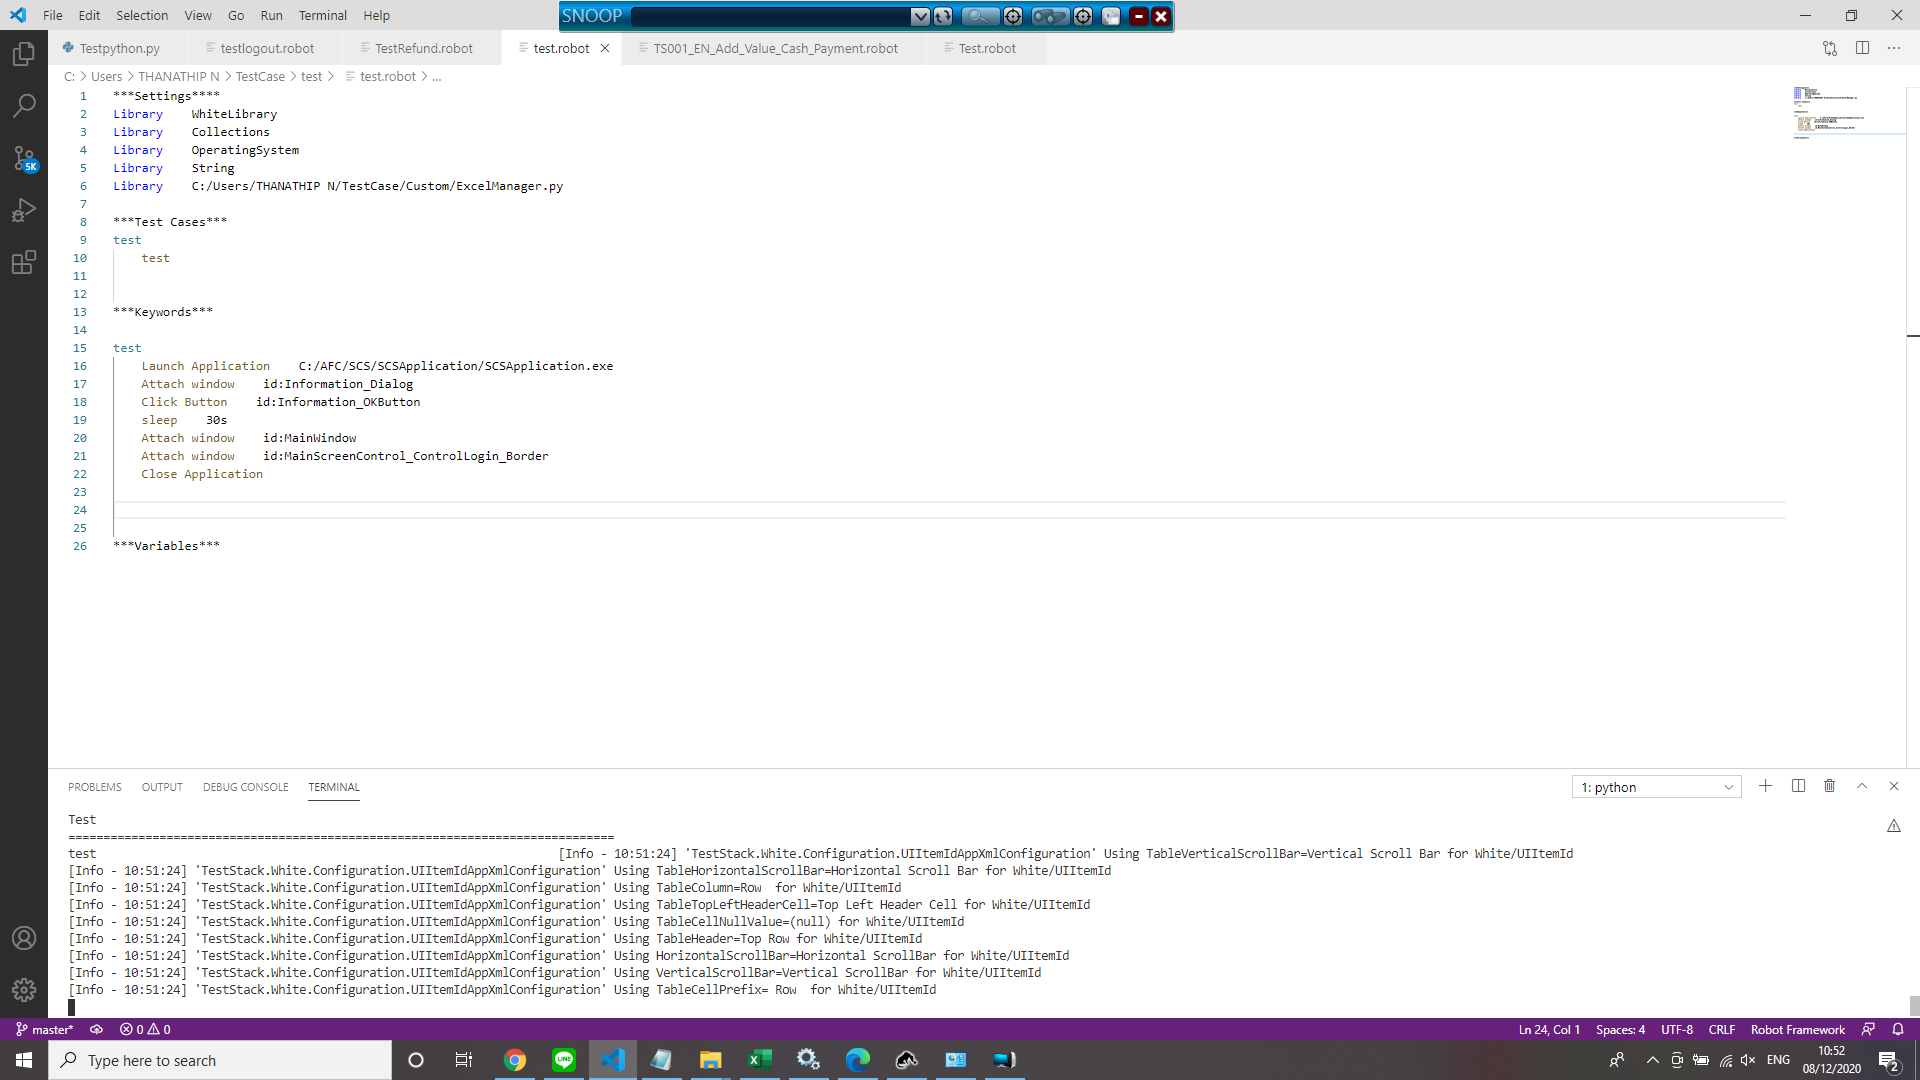 File Edit Selection View Go Run Terminal Help
SNOOP
Testpython.py testlogout.robot TestRefund.robot test.robot TS001_EN_Add_Value_Cash_Payment.robot Test.robot
C: > Users > THANATHIP N > TestCase > test > test.robot > ...
1 ***Settings****
2 Library    WhiteLibrary
3 Library    Collections
4 Library    OperatingSystem
5 Library    String
6 Library    C:/Users/THANATHIP N/TestCase/Custom/ExcelManager.py
7
8 ***Test Cases***
9 test
10     test
11
12
13 ***Keywords***
14
15 test
16     Launch Application    C:/AFC/SCS/SCSApplication/SCSApplication.exe
17     Attach window    id:Information_Dialog
18     Click Button    id:Information_OKButton
19     sleep    30s
20     Attach window    id:MainWindow
21     Attach window    id:MainScreenControl_ControlLogin_Border
22     Close Application
23
24
25
26 ***Variables***
5K
PROBLEMS OUTPUT DEBUG CONSOLE TERMINAL 1: python
Test
==============================================================================
test [Info - 10:51:24] 'TestStack.White.Configuration.UIItemIdAppXmlConfiguration' Using TableVerticalScrollBar=Vertical Scroll Bar for White/UIItemId
[Info - 10:51:24] 'TestStack.White.Configuration.UIItemIdAppXmlConfiguration' Using TableHorizontalScrollBar=Horizontal Scroll Bar for White/UIItemId
[Info - 10:51:24] 'TestStack.White.Configuration.UIItemIdAppXmlConfiguration' Using TableColumn=Row  for White/UIItemId
[Info - 10:51:24] 'TestStack.White.Configuration.UIItemIdAppXmlConfiguration' Using TableTopLeftHeaderCell=Top Left Header Cell for White/UIItemId
[Info - 10:51:24] 'TestStack.White.Configuration.UIItemIdAppXmlConfiguration' Using TableCellNullValue=(null) for White/UIItemId
[Info - 10:51:24] 'TestStack.White.Configuration.UIItemIdAppXmlConfiguration' Using TableHeader=Top Row for White/UIItemId
[Info - 10:51:24] 'TestStack.White.Configuration.UIItemIdAppXmlConfiguration' Using HorizontalScrollBar=Horizontal ScrollBar for White/UIItemId
[Info - 10:51:24] 'TestStack.White.Configuration.UIItemIdAppXmlConfiguration' Using VerticalScrollBar=Vertical ScrollBar for White/UIItemId
[Info - 10:51:24] 'TestStack.White.Configuration.UIItemIdAppXmlConfiguration' Using TableCellPrefix= Row  for White/UIItemId
master* 0 0 Ln 24, Col 1 Spaces: 4 UTF-8 CRLF Robot Framework
Type here to search LINE ENG 10:52
08/12/2020 2